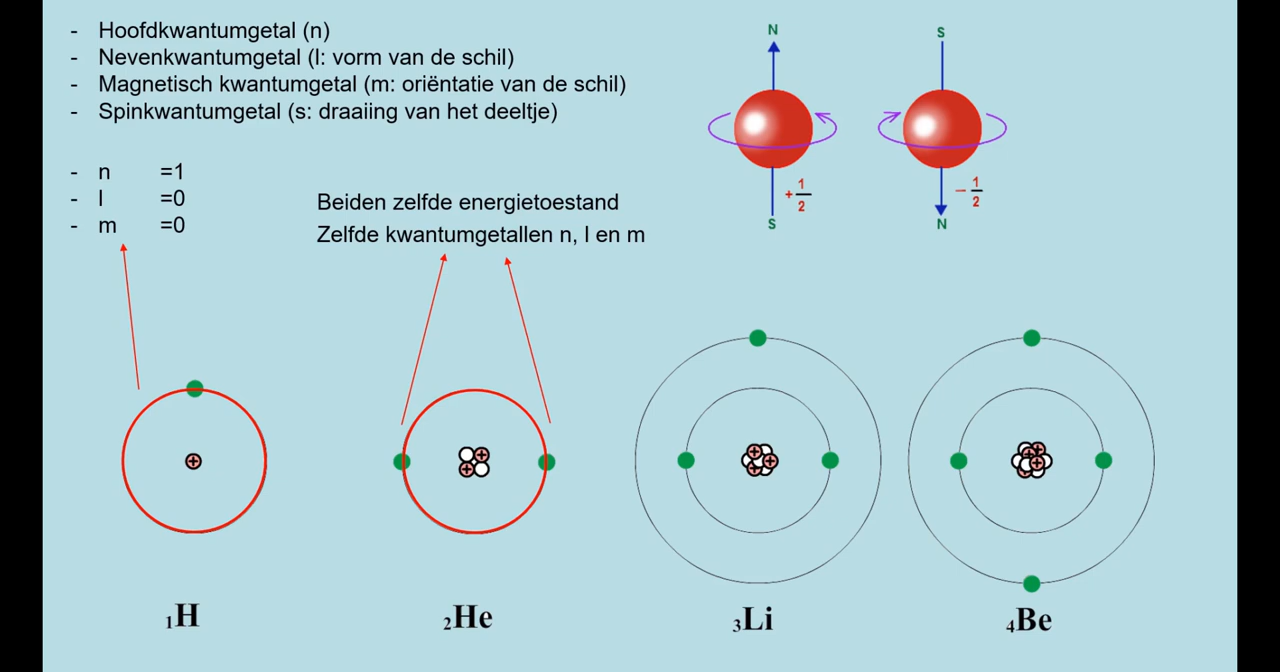 - Hoofdkwantumgetal (n)
- Nevenkwantumgetal (l: vorm van de schil)
- Magnetisch kwantumgetal (m: oriëntatie van de schil)
- Spinkwantumgetal (s: draaiing van het deeltje)
N
S
+ 1/2
S
S
- 1/2
N
- n =1
- l =0
- m =0
Beiden zelfde energietoestand
Zelfde kwantumgetallen n, l en m
+
+ +
+ + +
+ + + +
₁H
₂He
₃Li
₄Be